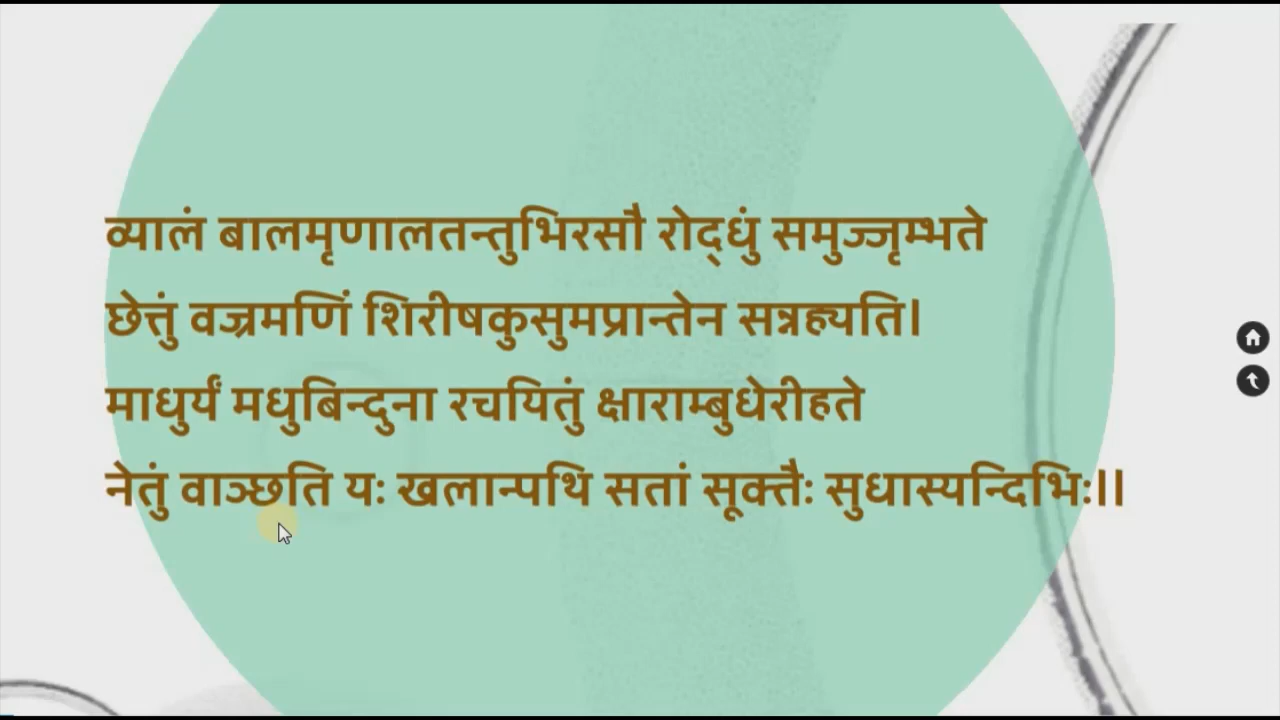 व्यालं बालमृणालतन्तुभिरसौ रोद्धुं समुज्जृम्भते
छेत्तुं वज्रमणिं शिरीषकुसुमप्रान्तेन सन्नह्यति।
माधुर्यं मधुबिन्दुना रचयितुं क्षाराम्बुधेरीहते
नेतुं वाञ्छति यः खलान्पथि सतां सूक्तैः सुधास्यन्दिभिः।।